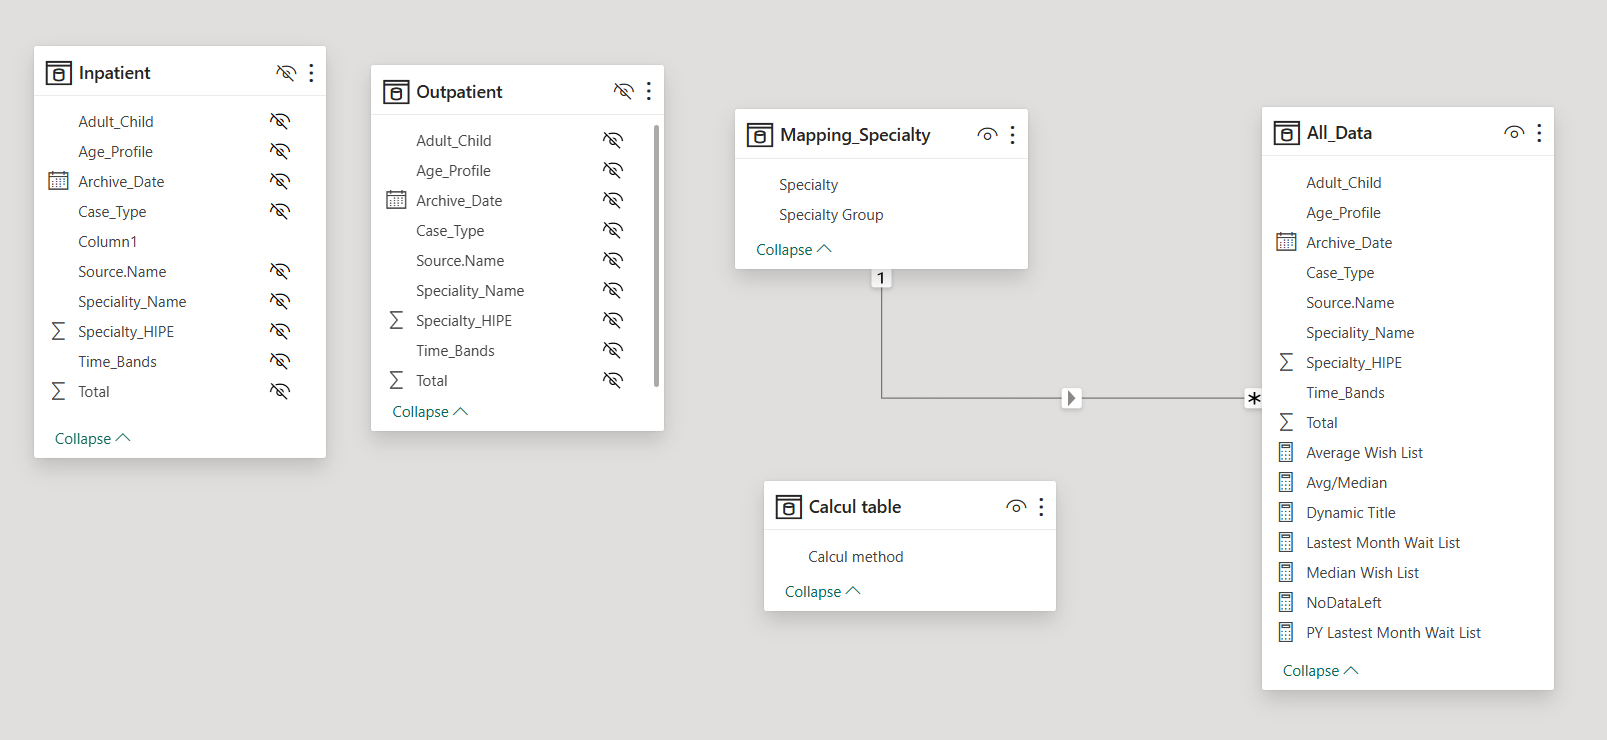 Inpatient
Adult_Child
Age_Profile
Archive_Date
Case_Type
Column1
Source.Name
Speciality_Name
Specialty_HIPE
Time_Bands
Total
Collapse
Outpatient
Adult_Child
Age_Profile
Archive_Date
Case_Type
Source.Name
Speciality_Name
Specialty_HIPE
Time_Bands
Total
Collapse
Mapping_Specialty
Specialty
Specialty Group
Collapse
1
*
Calcul table
Calcul method
Collapse
All_Data
Adult_Child
Age_Profile
Archive_Date
Case_Type
Source.Name
Speciality_Name
Specialty_HIPE
Time_Bands
Total
Average Wish List
Avg/Median
Dynamic Title
Lastest Month Wait List
Median Wish List
NoDataLeft
PY Lastest Month Wait List
Collapse